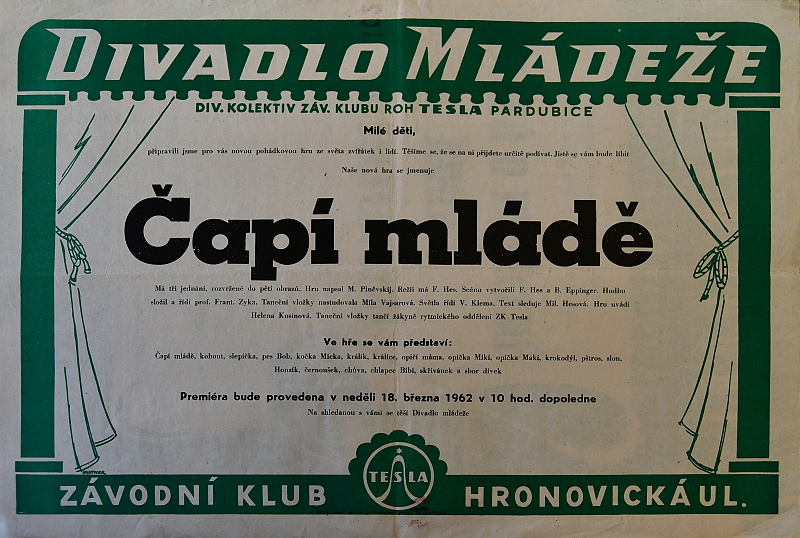 DIVADLO MLÁDEŽE
DIV. KOLEKTIV ZÁV. KLUBU ROH TESLA PARDUBICE
Milé děti,
připravili jsme pro vás novou pohádkovou hru ze světa zvířátek i lidí. Těšíme se, že se na ni přijdete určitě podívat. Jistě se vám bude líbit
Naše nová hra se jmenuje
Čapí mládě
Má tři jednání, rozvržené do pěti obrazů. Hru napsal M. Piněvskij. Režii má F. Hes. Scénu vytvořili F. Hes a B. Eppinger. Hudbu
složil a řídí prof. Frant. Zyka. Taneční vložky nastudovala Míla Vajsarová. Světla řídí V. Klema. Text sleduje Mil. Hesová. Hru uvádí
Helena Kosinová. Taneční vložky tančí žákyně rytmického oddělení ZK Tesla
Ve hře se vám představí:
Čapí mládě, kohout, slepička, pes Bob, kočka Micka, králík, králice, opičí máma, opička Miki, opička Maki, krokodýl, pštros, slon,
Honzík, černoušek, chůva, chlapec Bibi, skřivánek a sbor dívek
Premiéra bude provedena v neděli 18. března 1962 v 10 hod. dopoledne
Na shledanou s vámi se těší Divadlo mládeže
TESLA
ZÁVODNÍ KLUB HRONOVICKÁ UL.